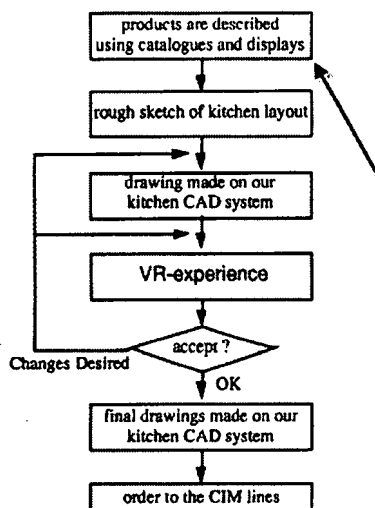 products are described
using catalogues and displays
rough sketch of kitchen layout
drawing made on our
kitchen CAD system
VR-experience
accept ?
Changes Desired
OK
final drawings made on our
kitchen CAD system
order to the CIM lines